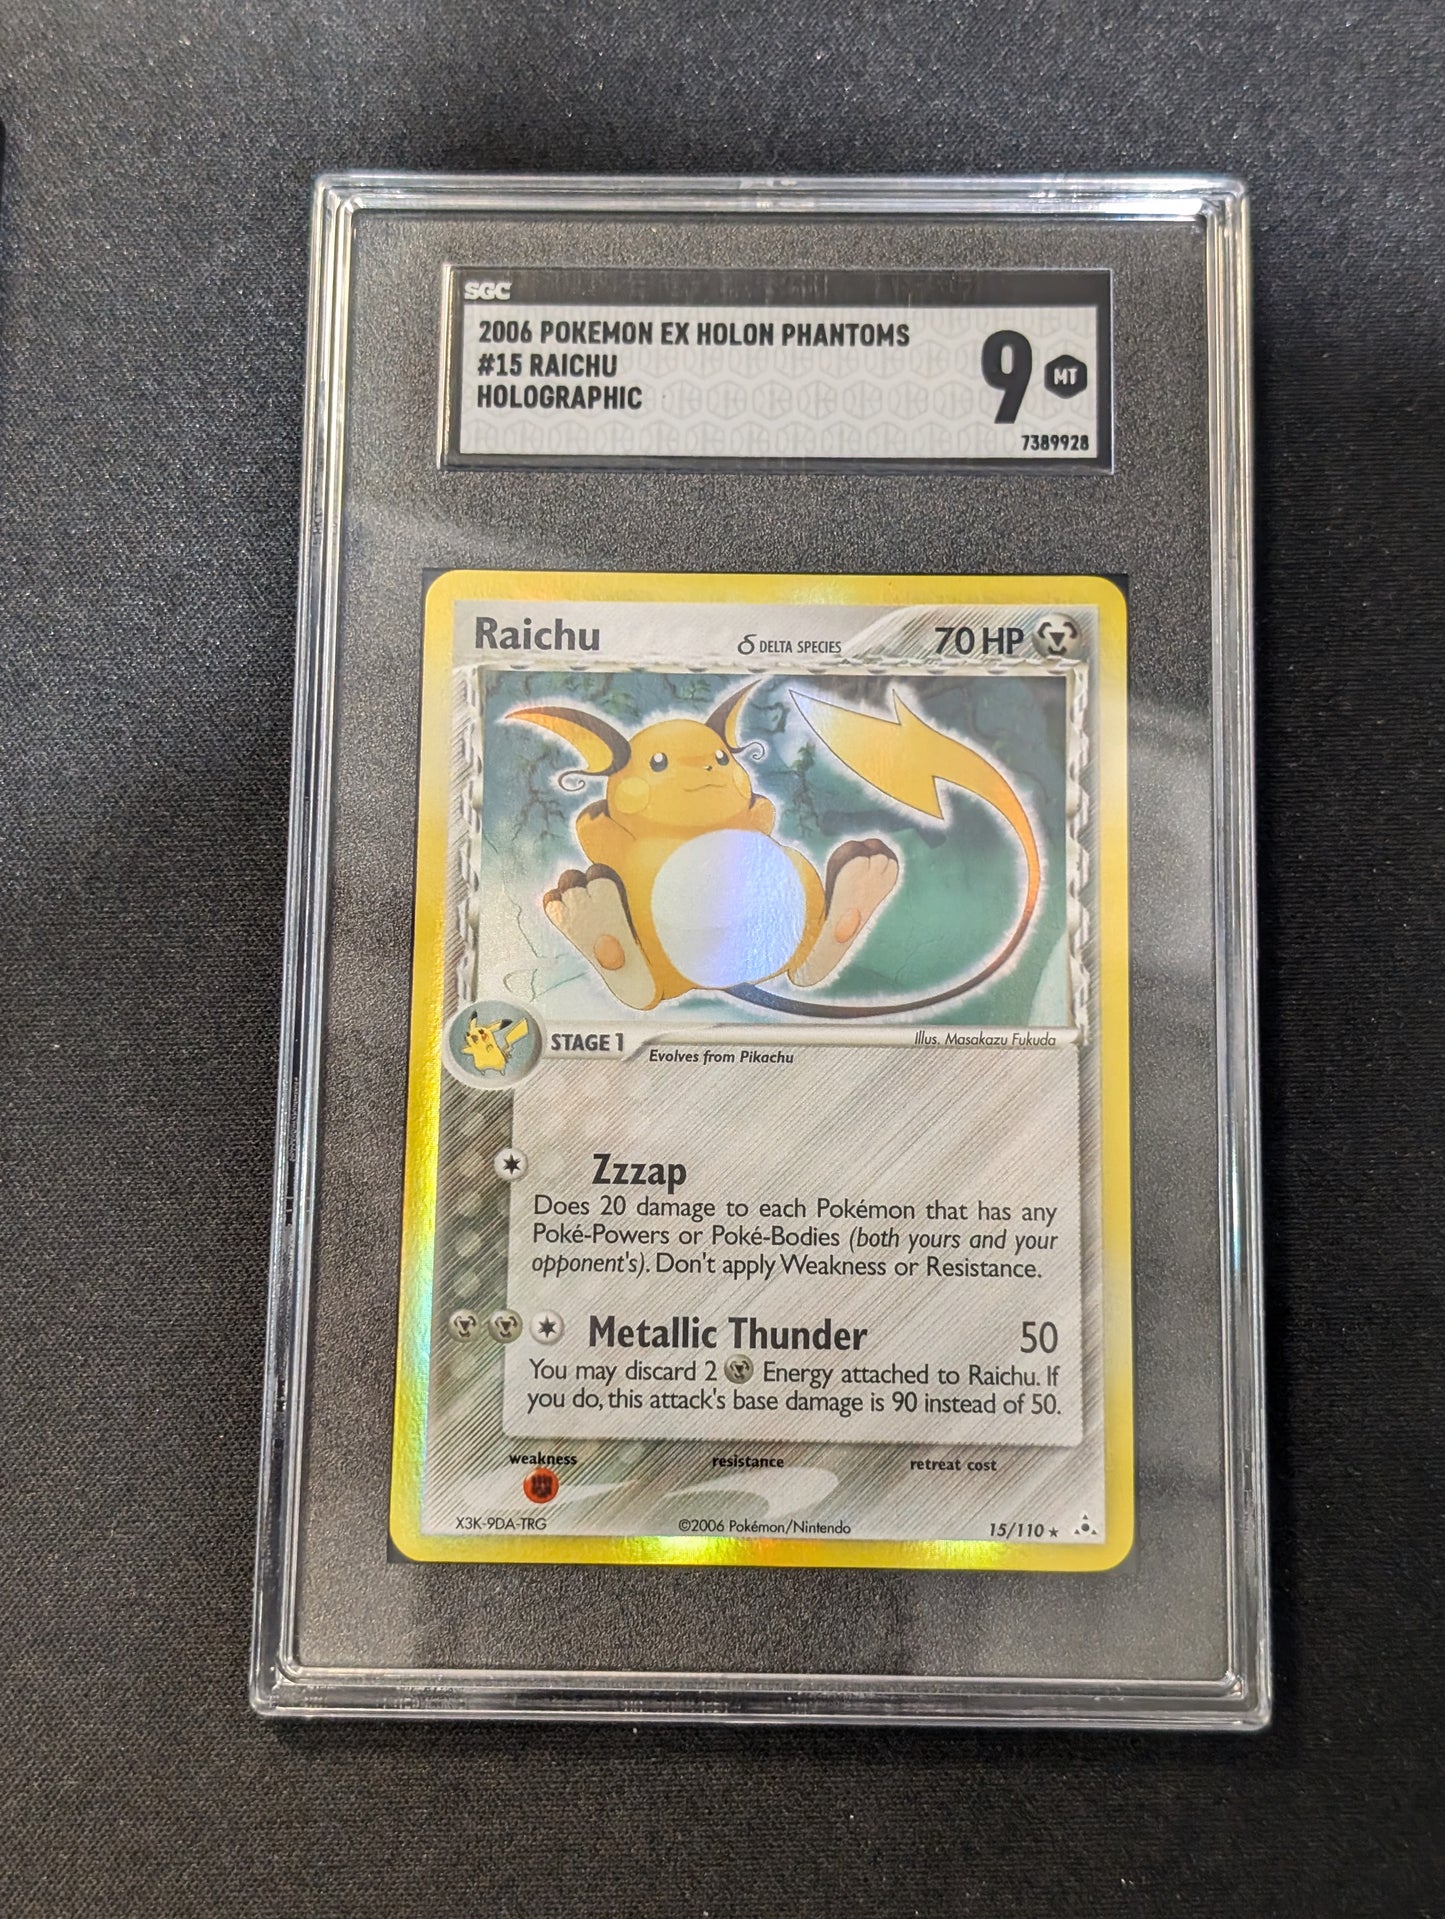 SGC
2006 POKEMON EX HOLON PHANTOMS
#15 RAICHU
HOLOGRAPHIC
9
MT
7389928
Raichu
δ DELTA SPECIES
70 HP
STAGE 1
Evolves from Pikachu
Illus. Masakazu Fukuda
Zzzap
Does 20 damage to each Pokémon that has any
Poké-Powers or Poké-Bodies (both yours and your
opponent's). Don't apply Weakness or Resistance.
Metallic Thunder 50
You may discard 2 Energy attached to Raichu. If
you do, this attack's base damage is 90 instead of 50.
weakness resistance retreat cost
X3K-9DA-TRG ©2006 Pokémon/Nintendo 15/110 ★